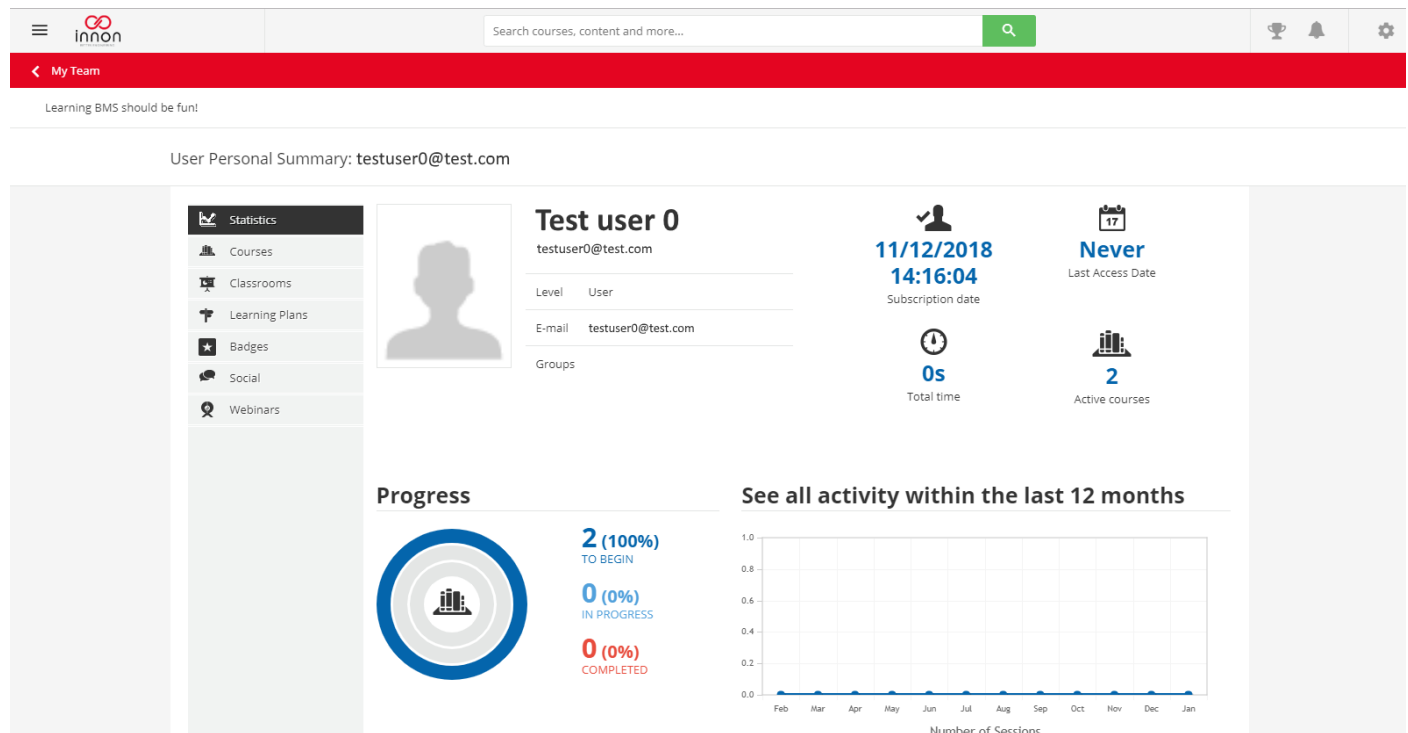 innon
Search courses, content and more...
My Team
Learning BMS should be fun!
User Personal Summary: testuser0@test.com
Statistics
Courses
Classrooms
Learning Plans
Badges
Social
Webinars
Test user 0
testuser0@test.com
Level User
E-mail testuser0@test.com
Groups
11/12/2018
14:16:04
Subscription date
17
Never
Last Access Date
0s
Total time
2
Active courses
Progress
2 (100%)
TO BEGIN
0 (0%)
IN PROGRESS
0 (0%)
COMPLETED
See all activity within the last 12 months
1.0
0.8
0.6
0.4
0.2
0.0
Feb Mar Apr May Jun Jul Aug Sep Oct Nov Dec Jan
Number of Sessions